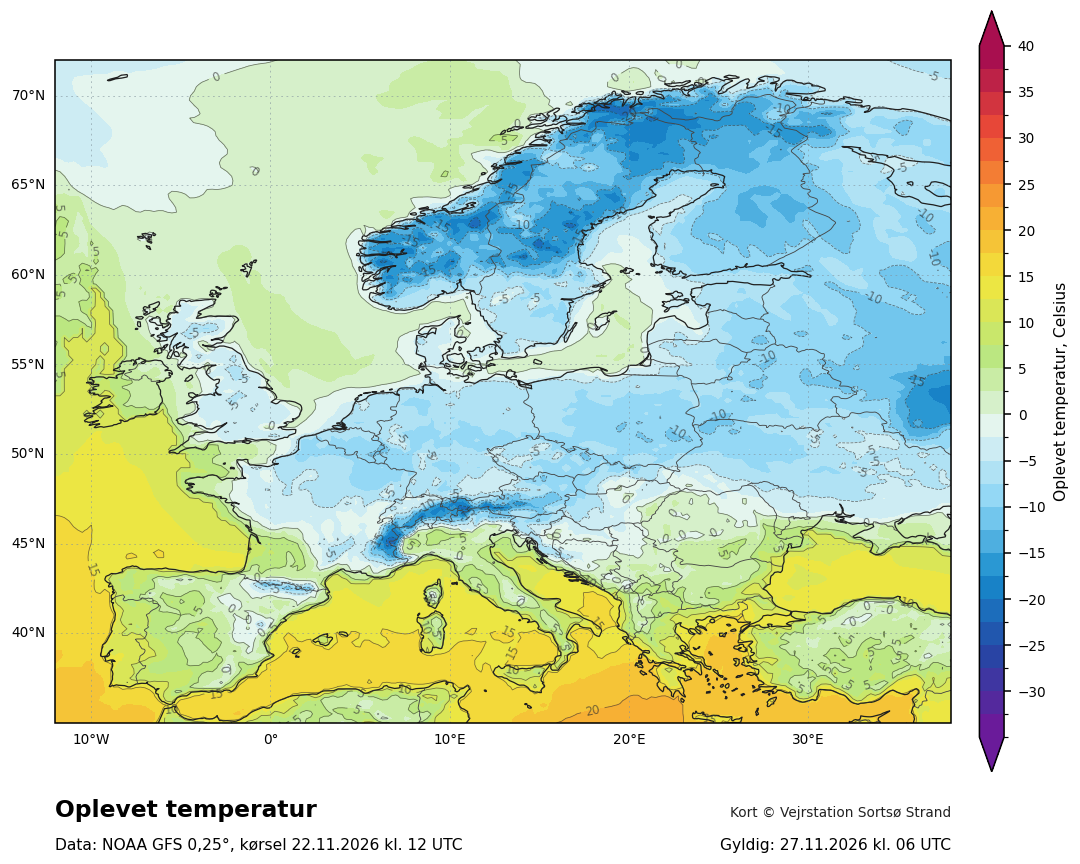 70°N
65°N
60°N
55°N
50°N
45°N
40°N
10°W
0°
10°E
20°E
30°E
40
35
30
25
20
15
10
5
0
−5
−10
−15
−20
−25
−30
Oplevet temperatur, Celsius
Oplevet temperatur
Kort © Vejrstation Sortsø Strand
Data: NOAA GFS 0,25°, kørsel 22.11.2026 kl. 12 UTC
Gyldig: 27.11.2026 kl. 06 UTC